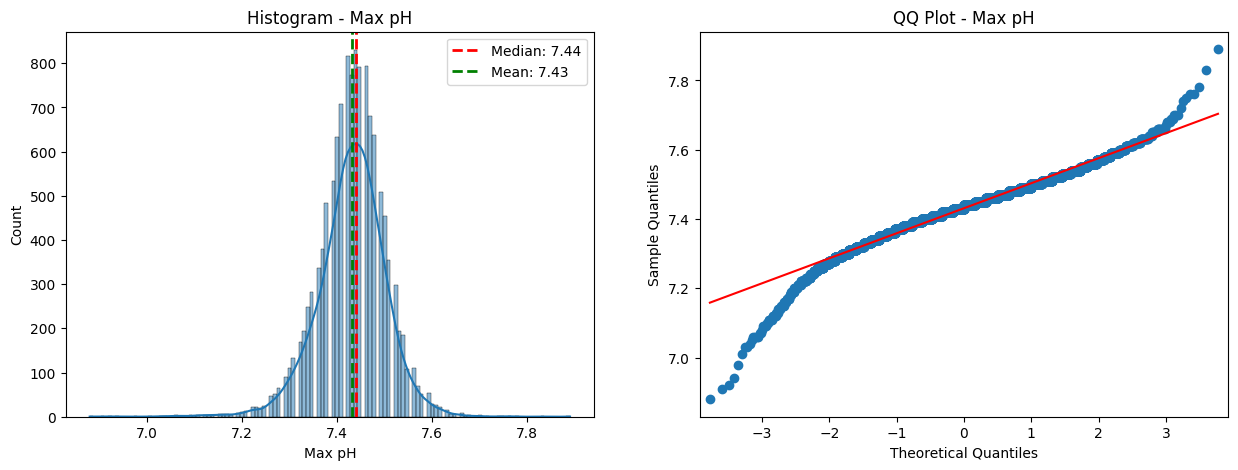 Histogram - Max pH
Median: 7.44
Mean: 7.43
Count
800
700
600
500
400
300
200
100
0
7.0 7.2 7.4 7.6 7.8
Max pH
QQ Plot - Max pH
Sample Quantiles
7.8
7.6
7.4
7.2
7.0
−3 −2 −1 0 1 2 3
Theoretical Quantiles